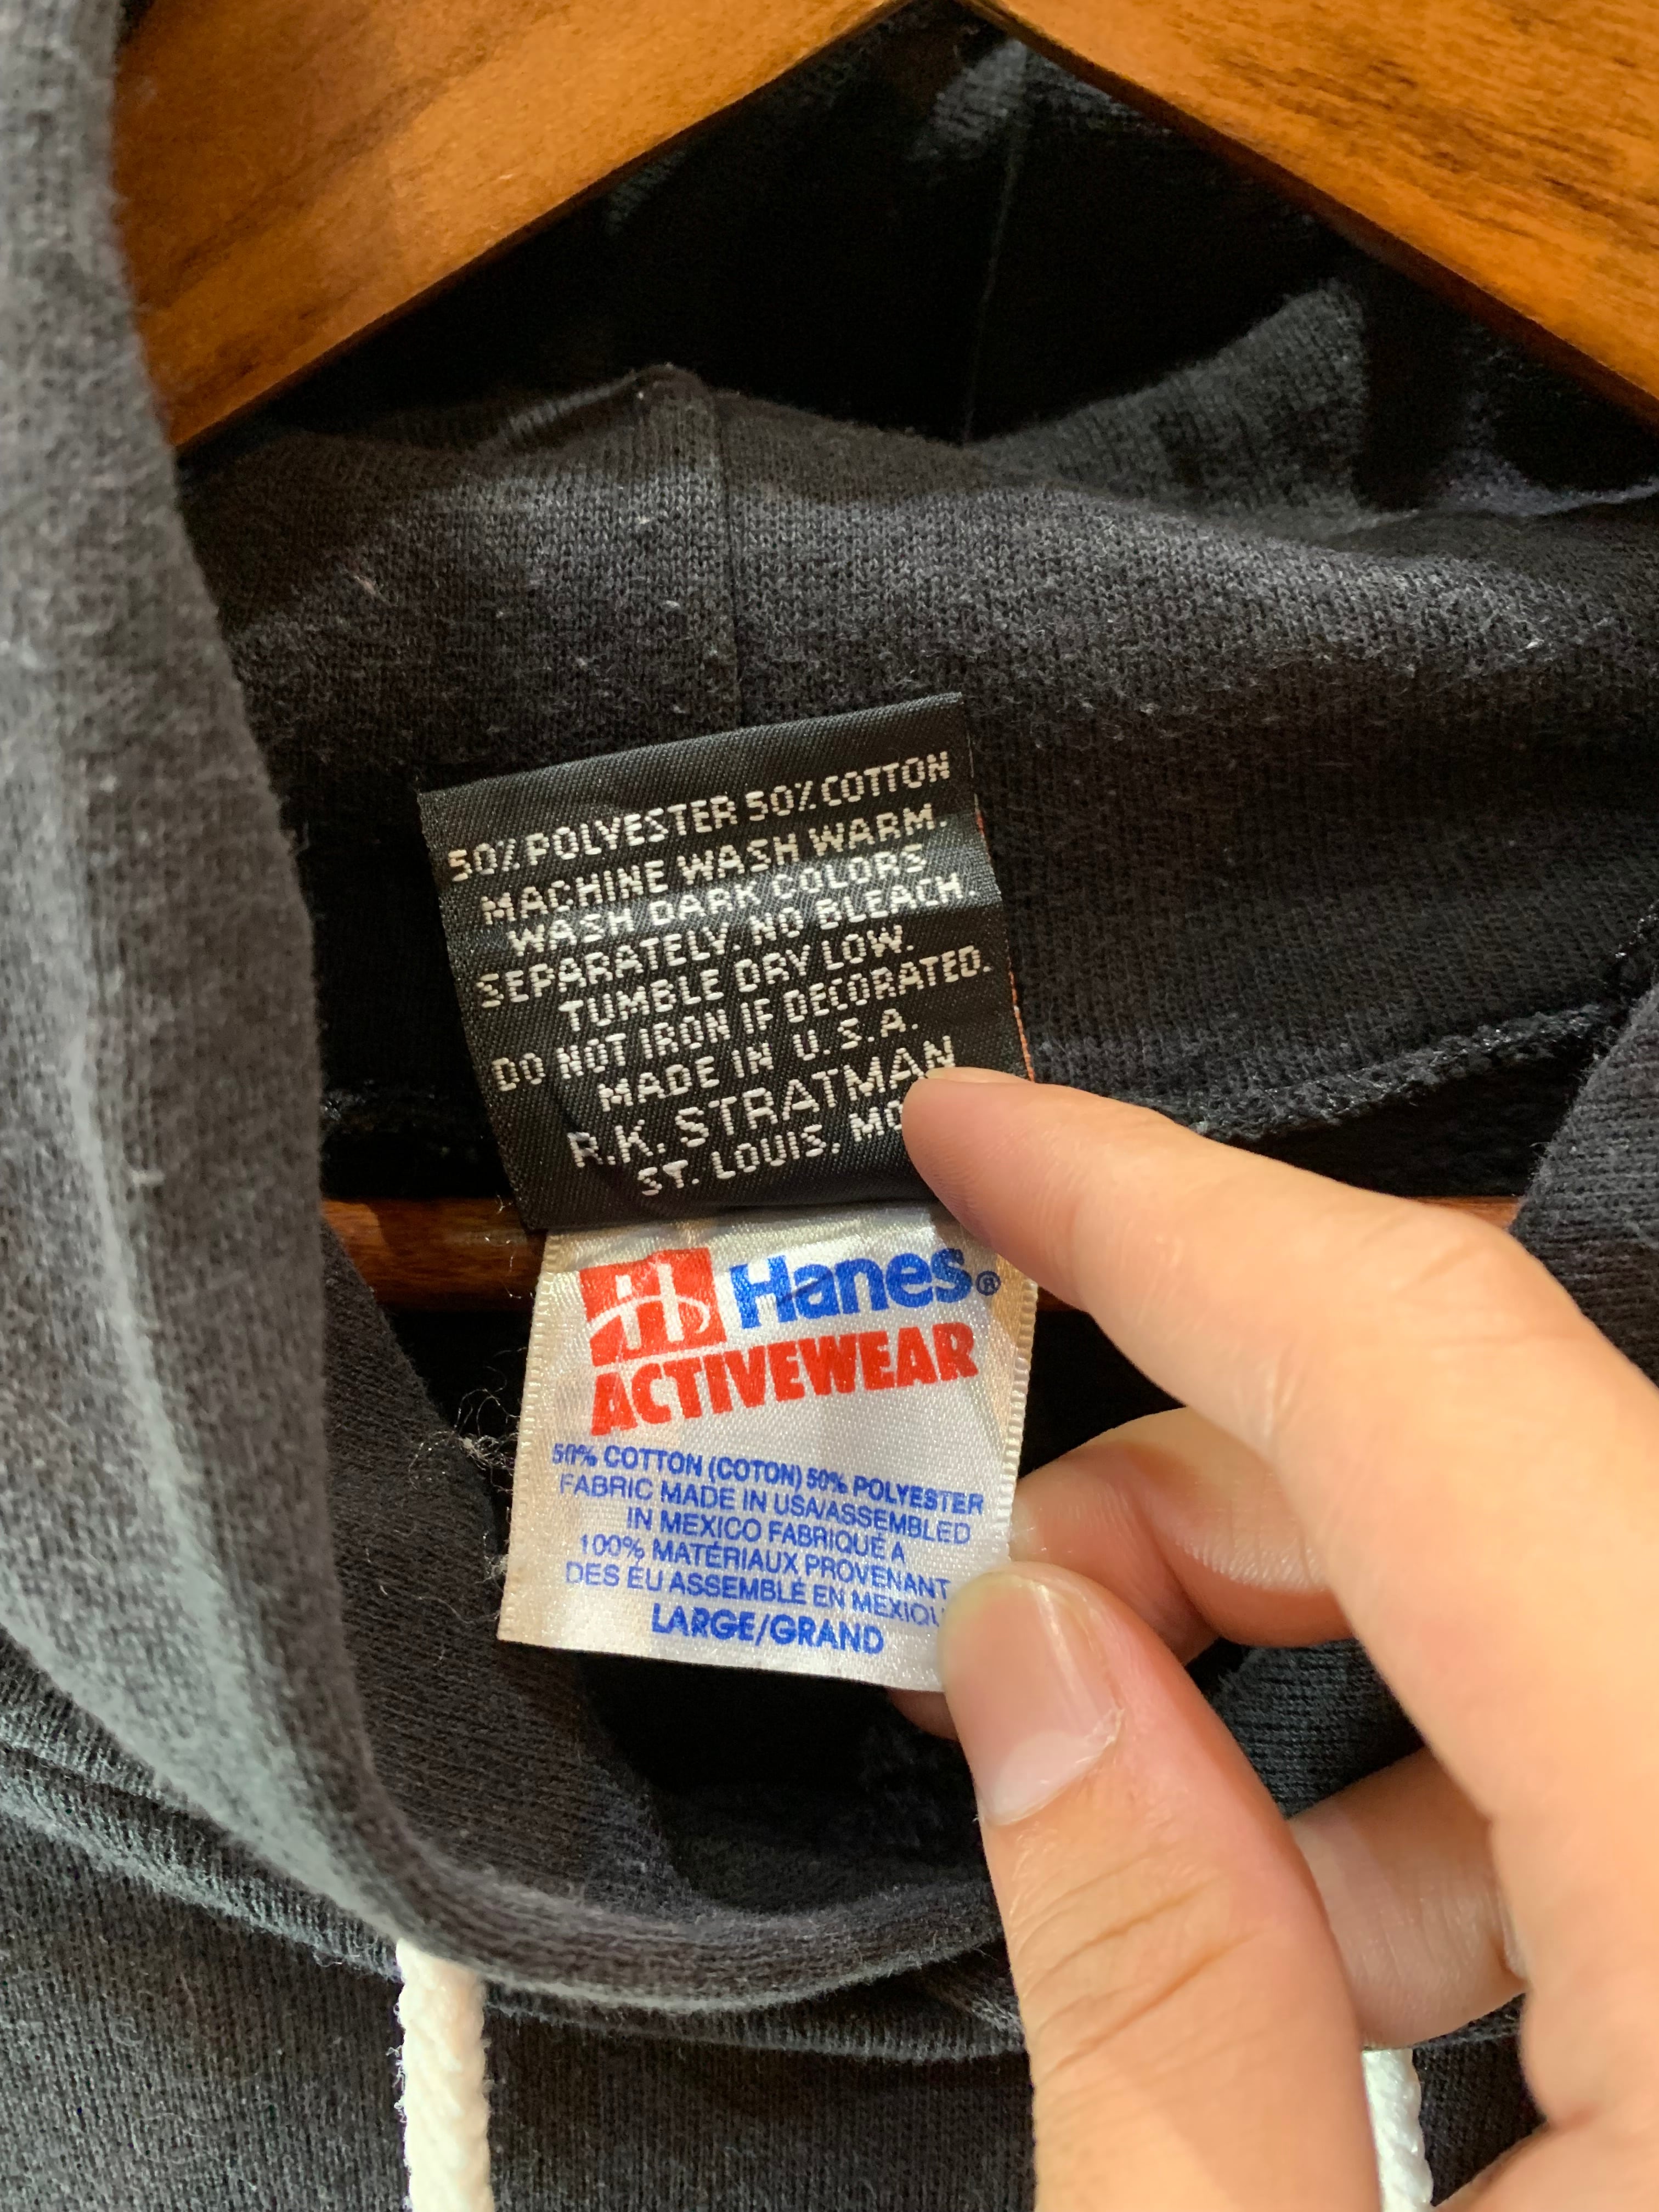 50% POLYESTER 50% COTTON
MACHINE WASH WARM.
WASH DARK COLORS
SEPARATELY. NO BLEACH.
TUMBLE DRY LOW.
DO NOT IRON IF DECORATED.
MADE IN U.S.A.
R.K. STRATMAN
ST. LOUIS, MO
Hanes®
ACTIVEWEAR
50% COTTON (COTON) 50% POLYESTER
FABRIC MADE IN USA/ASSEMBLED
IN MEXICO FABRIQUÉ A
100% MATÉRIAUX PROVENANT
DES ÉU ASSEMBLÉ EN
LARGE/GRAND